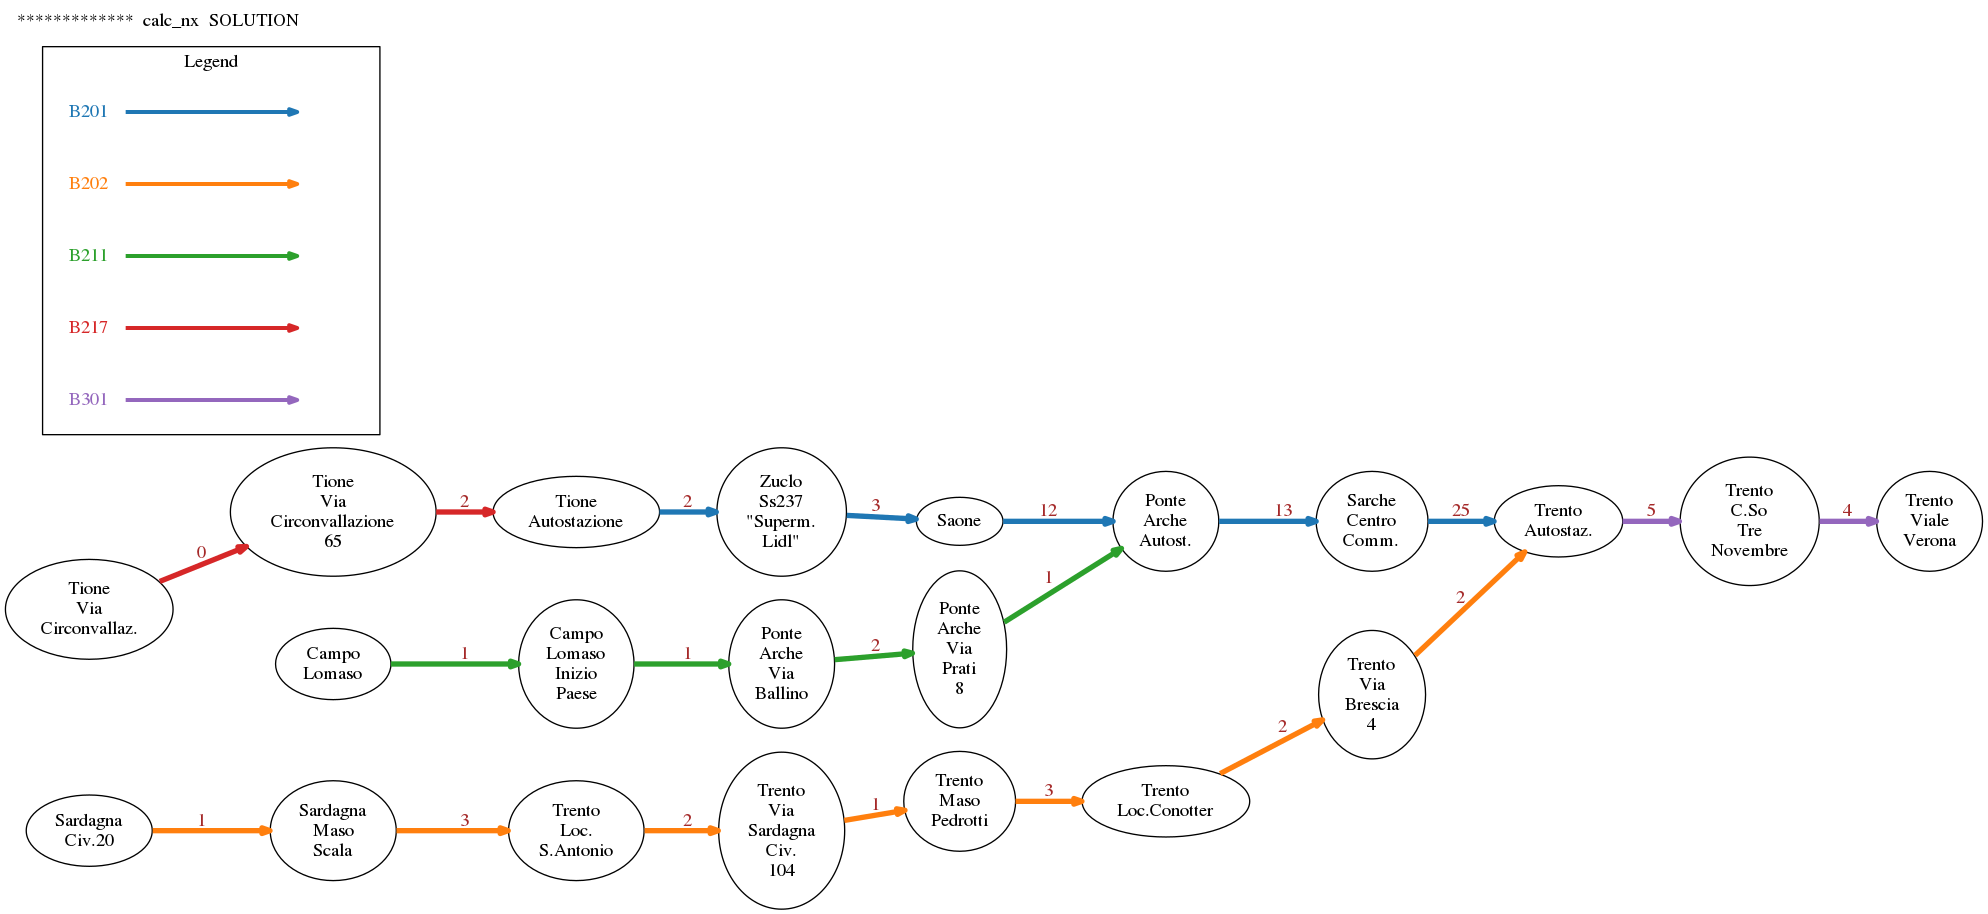 ************* calc_nx SOLUTION
Legend
B201
B202
B211
B217
B301
Tione
Via
Circonvallaz.
0
Tione
Via
Circonvallazione
65
2
Tione
Autostazione
2
Zuclo
Ss237
"Superm.
Lidl"
3
Saone
12
Ponte
Arche
Autost.
13
Sarche
Centro
Comm.
25
Trento
Autostaz.
5
Trento
C.So
Tre
Novembre
4
Trento
Viale
Verona
Campo
Lomaso
1
Campo
Lomaso
Inizio
Paese
1
Ponte
Arche
Via
Ballino
2
Ponte
Arche
Via
Prati
8
1
Sardagna
Civ.20
1
Sardagna
Maso
Scala
3
Trento
Loc.
S.Antonio
2
Trento
Via
Sardagna
Civ.
104
1
Trento
Maso
Pedrotti
3
Trento
Loc.Conotter
2
Trento
Via
Brescia
4
2